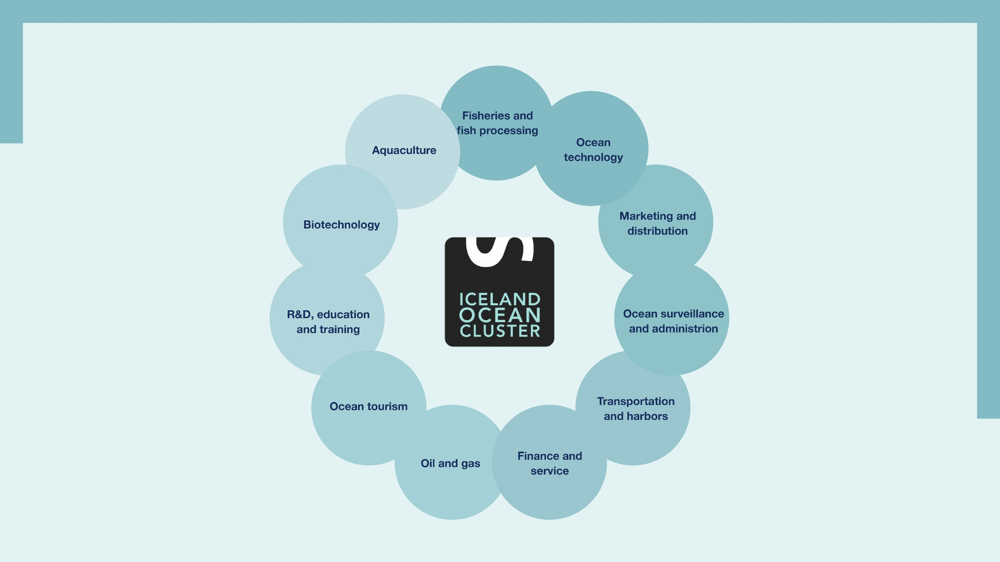 Fisheries and
fish processing
Ocean
technology
Marketing and
distribution
Ocean surveillance
and administrion
Transportation
and harbors
Finance and
service
Oil and gas
Ocean tourism
R&D, education
and training
Biotechnology
Aquaculture
S
ICELAND
OCEAN
CLUSTER